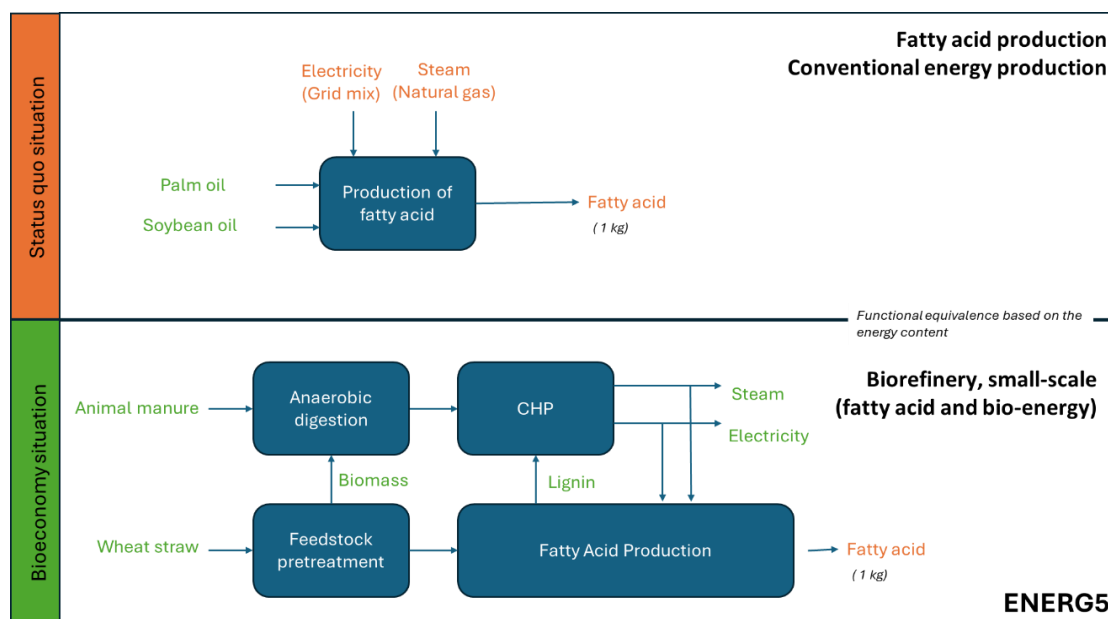 Status quo situation
Fatty acid production
Conventional energy production
Electricity
(Grid mix)
Steam
(Natural gas)
Palm oil
Soybean oil
Production of
fatty acid
Fatty acid
( 1 kg)
Functional equivalence based on the
energy content
Bioeconomy situation
Biorefinery, small-scale
(fatty acid and bio-energy)
Animal manure
Anaerobic
digestion
CHP
Steam
Electricity
Biomass
Lignin
Wheat straw
Feedstock
pretreatment
Fatty Acid Production
Fatty acid
( 1 kg)
ENERG5